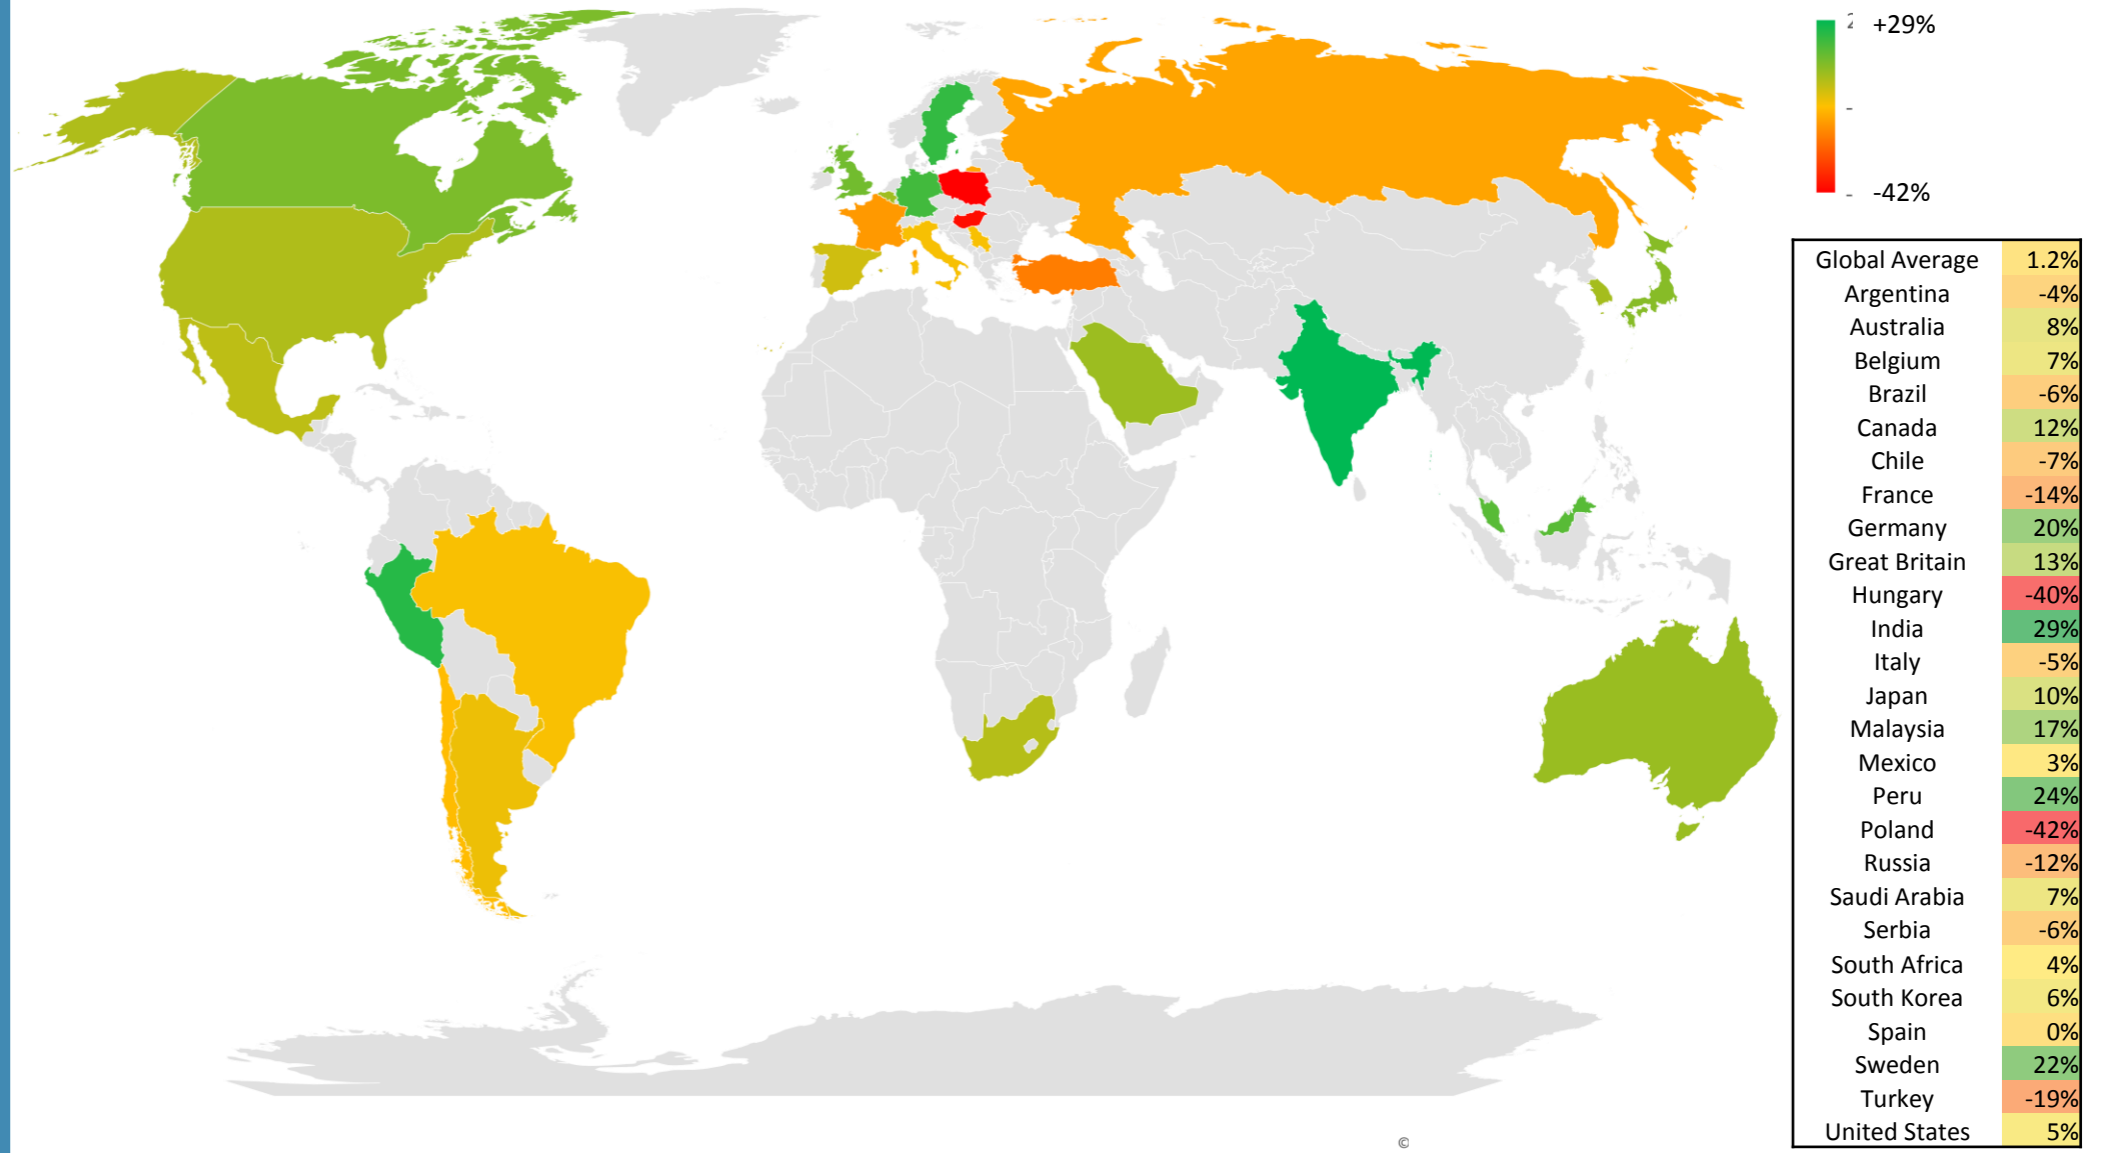 +29%
-
- -42%
Global Average 1.2%
Argentina -4%
Australia 8%
Belgium 7%
Brazil -6%
Canada 12%
Chile -7%
France -14%
Germany 20%
Great Britain 13%
Hungary -40%
India 29%
Italy -5%
Japan 10%
Malaysia 17%
Mexico 3%
Peru 24%
Poland -42%
Russia -12%
Saudi Arabia 7%
Serbia -6%
South Africa 4%
South Korea 6%
Spain 0%
Sweden 22%
Turkey -19%
United States 5%
©